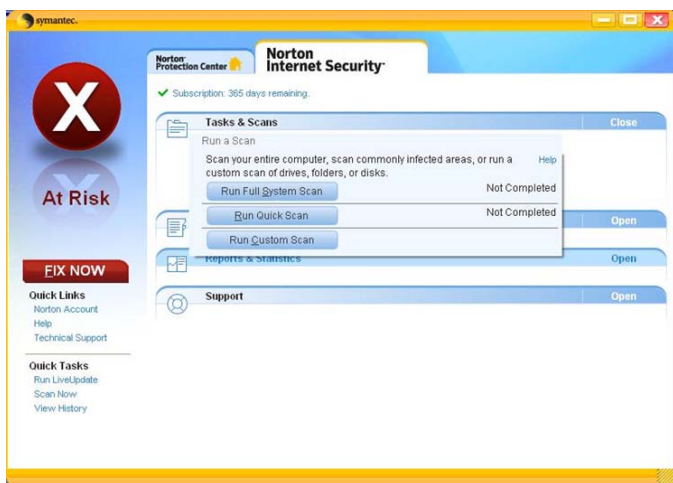 symantec.
Norton
Protection Center
Norton
Internet Security
Subscription: 365 days remaining.
X
At Risk
FIX NOW
Quick Links
Norton Account
Help
Technical Support
Quick Tasks
Run LiveUpdate
Scan Now
View History
Tasks & Scans Close
Run a Scan
Scan your entire computer, scan commonly infected areas, or run a Help
custom scan of drives, folders, or disks.
Run Full System Scan Not Completed
Run Quick Scan Not Completed
Run Custom Scan
Open
Reports & Statistics Open
Support Open